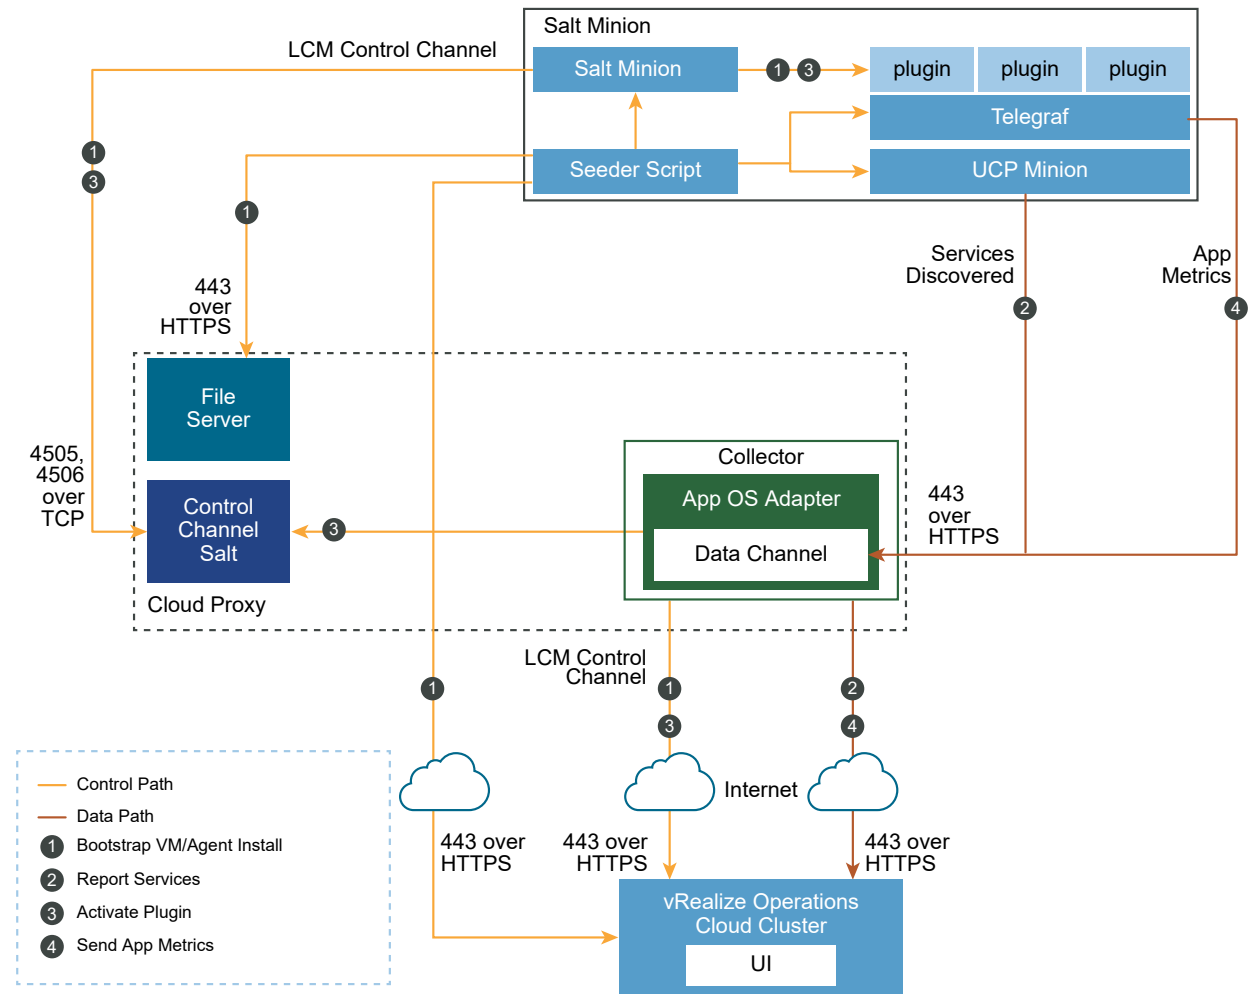 Salt Minion
LCM Control Channel
Salt Minion
1 3
plugin
plugin
plugin
Telegraf
1
3
Seeder Script
UCP Minion
1
Services
Discovered
App
Metrics
2
4
443
over
HTTPS
File
Server
4505,
4506
over
TCP
Collector
App OS Adapter
Data Channel
443
over
HTTPS
Control
Channel
Salt
3
Cloud Proxy
LCM Control
Channel
1
1
2
3
4
Internet
Control Path
Data Path
1 Bootstrap VM/Agent Install
2 Report Services
3 Activate Plugin
4 Send App Metrics
443 over
HTTPS
443 over
HTTPS
443 over
HTTPS
vRealize Operations
Cloud Cluster
UI